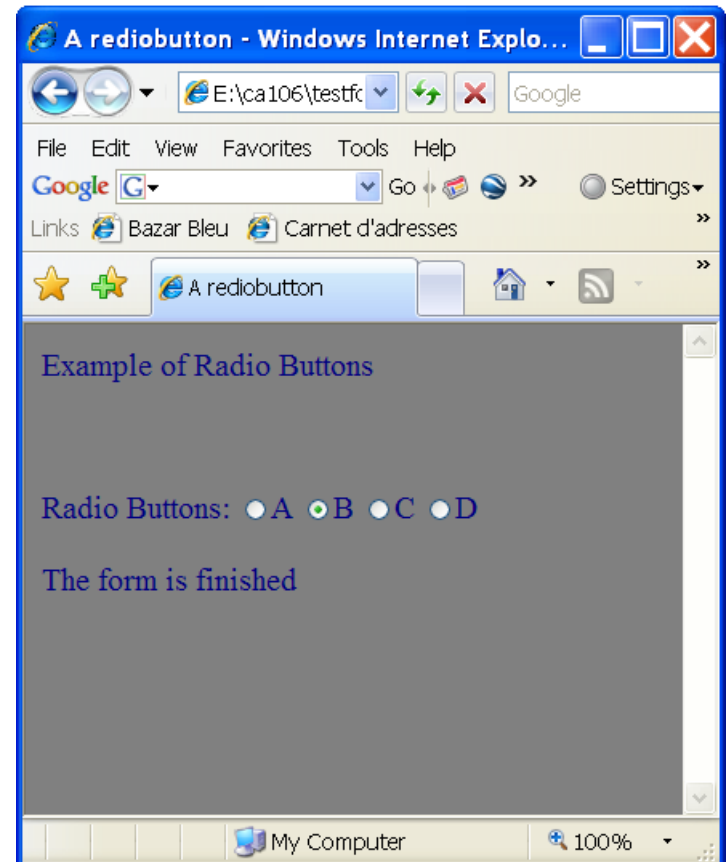 A rediobutton - Windows Internet Explo...
E:\ca106\testfc Google
File Edit View Favorites Tools Help
Google G Go » Settings
Links Bazar Bleu Carnet d'adresses »
A rediobutton »
Example of Radio Buttons
Radio Buttons: A B C D
The form is finished
My Computer 100%